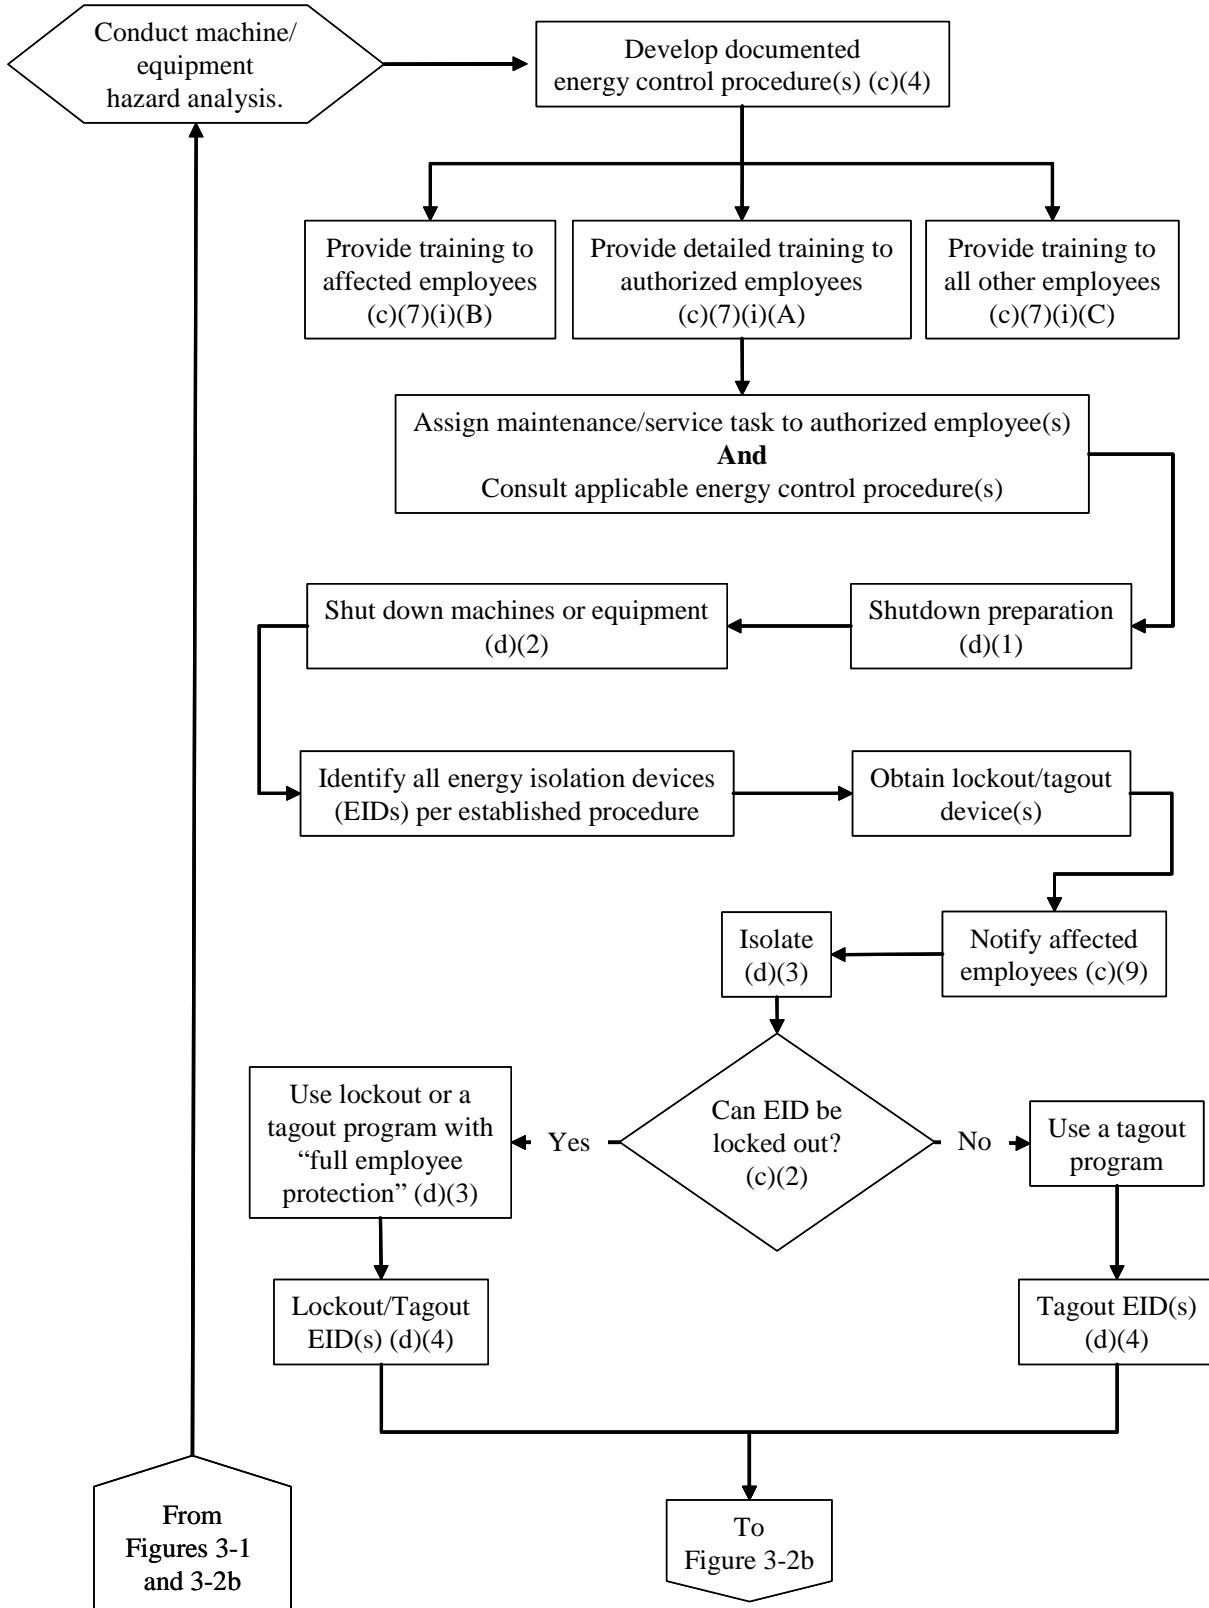 Conduct machine/
equipment
hazard analysis.
Develop documented
energy control procedure(s) (c)(4)
Provide training to
affected employees
(c)(7)(i)(B)
Provide detailed training to
authorized employees
(c)(7)(i)(A)
Provide training to
all other employees
(c)(7)(i)(C)
Assign maintenance/service task to authorized employee(s)
And
Consult applicable energy control procedure(s)
Shutdown preparation
(d)(1)
Shut down machines or equipment
(d)(2)
Identify all energy isolation devices
(EIDs) per established procedure
Obtain lockout/tagout
device(s)
Notify affected
employees (c)(9)
Isolate
(d)(3)
Can EID be
locked out?
(c)(2)
Yes
No
Use lockout or a
tagout program with
“full employee
protection” (d)(3)
Use a tagout
program
Lockout/Tagout
EID(s) (d)(4)
Tagout EID(s)
(d)(4)
From
Figures 3-1
and 3-2b
To
Figure 3-2b